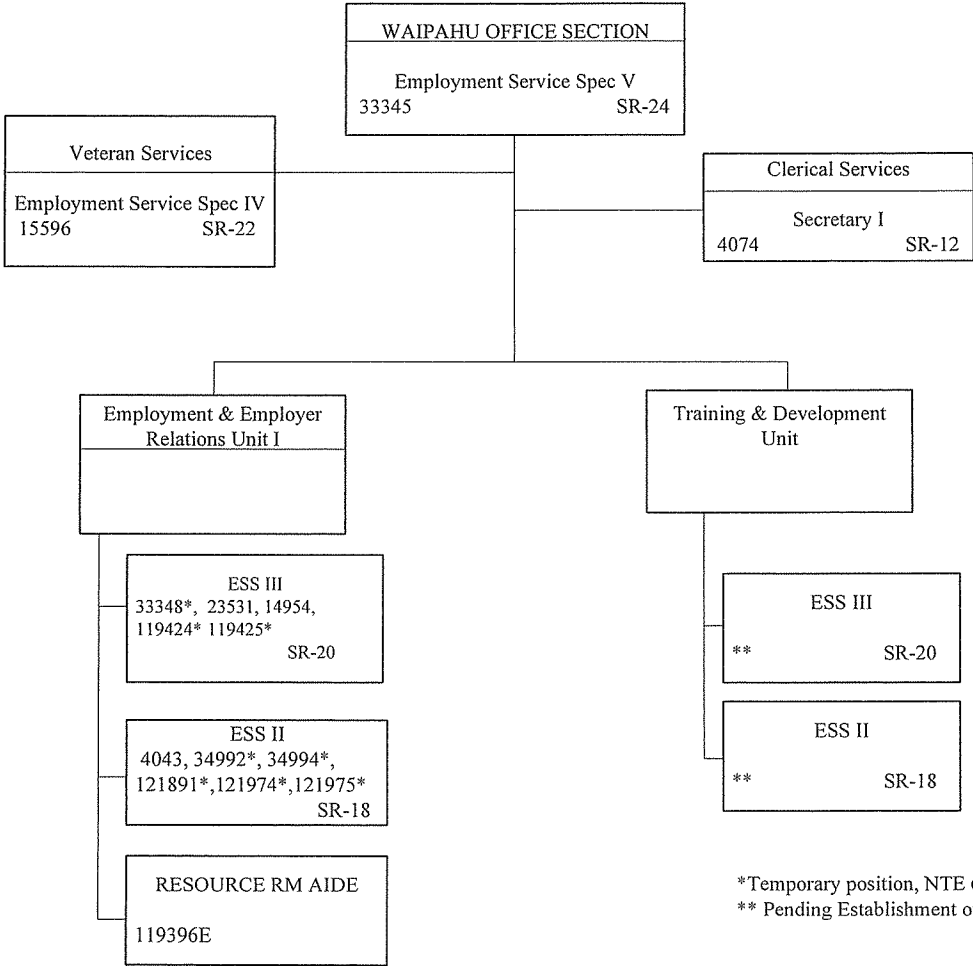 WAIPAHU OFFICE SECTION
Employment Service Spec V
33345 SR-24
Veteran Services
Employment Service Spec IV
15596 SR-22
Clerical Services
Secretary I
4074 SR-12
Employment & Employer
Relations Unit I
ESS III
33348*, 23531, 14954,
119424* 119425*
SR-20
ESS II
4043, 34992*, 34994*,
121891*,121974*,121975*
SR-18
RESOURCE RM AIDE
119396E
Training & Development
Unit
ESS III
** SR-20
ESS II
** SR-18
*Temporary position, NTE
** Pending Establishment